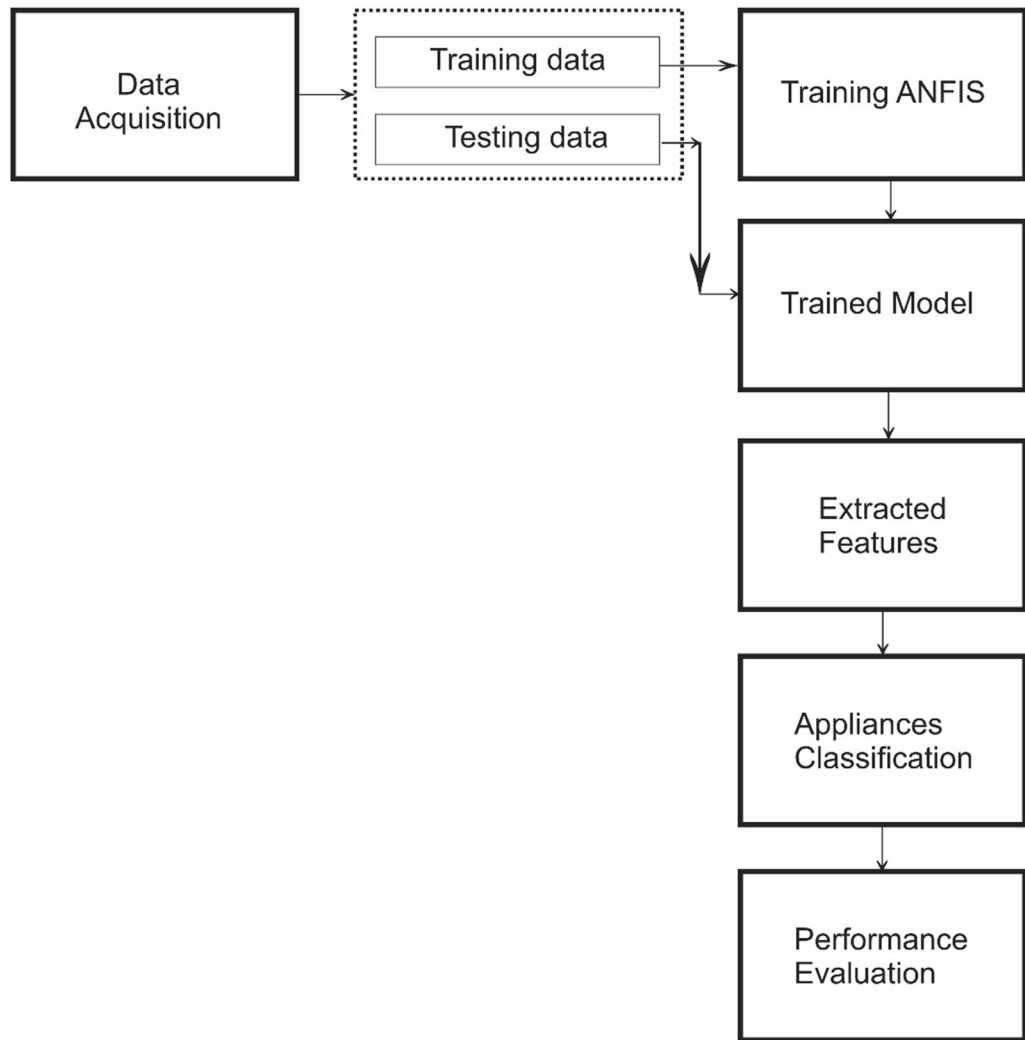 Data
Acquisition
Training data
Testing data
Training ANFIS
Trained Model
Extracted
Features
Appliances
Classification
Performance
Evaluation